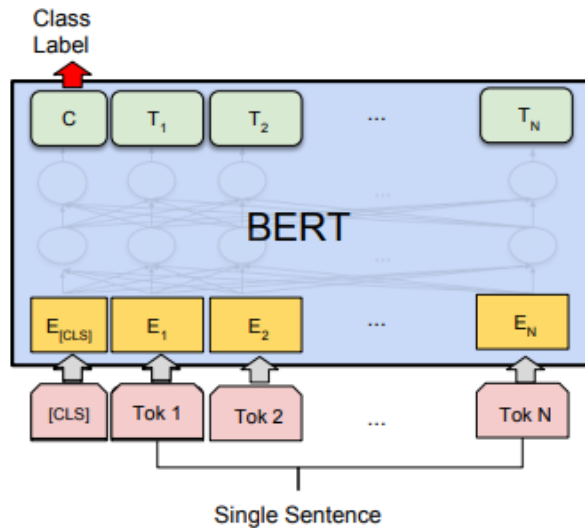 Class
Label
C T1 T2 ... TN
...
...
BERT
E[CLS] E1 E2 ... EN
[CLS] Tok 1 Tok 2 ... Tok N
Single Sentence